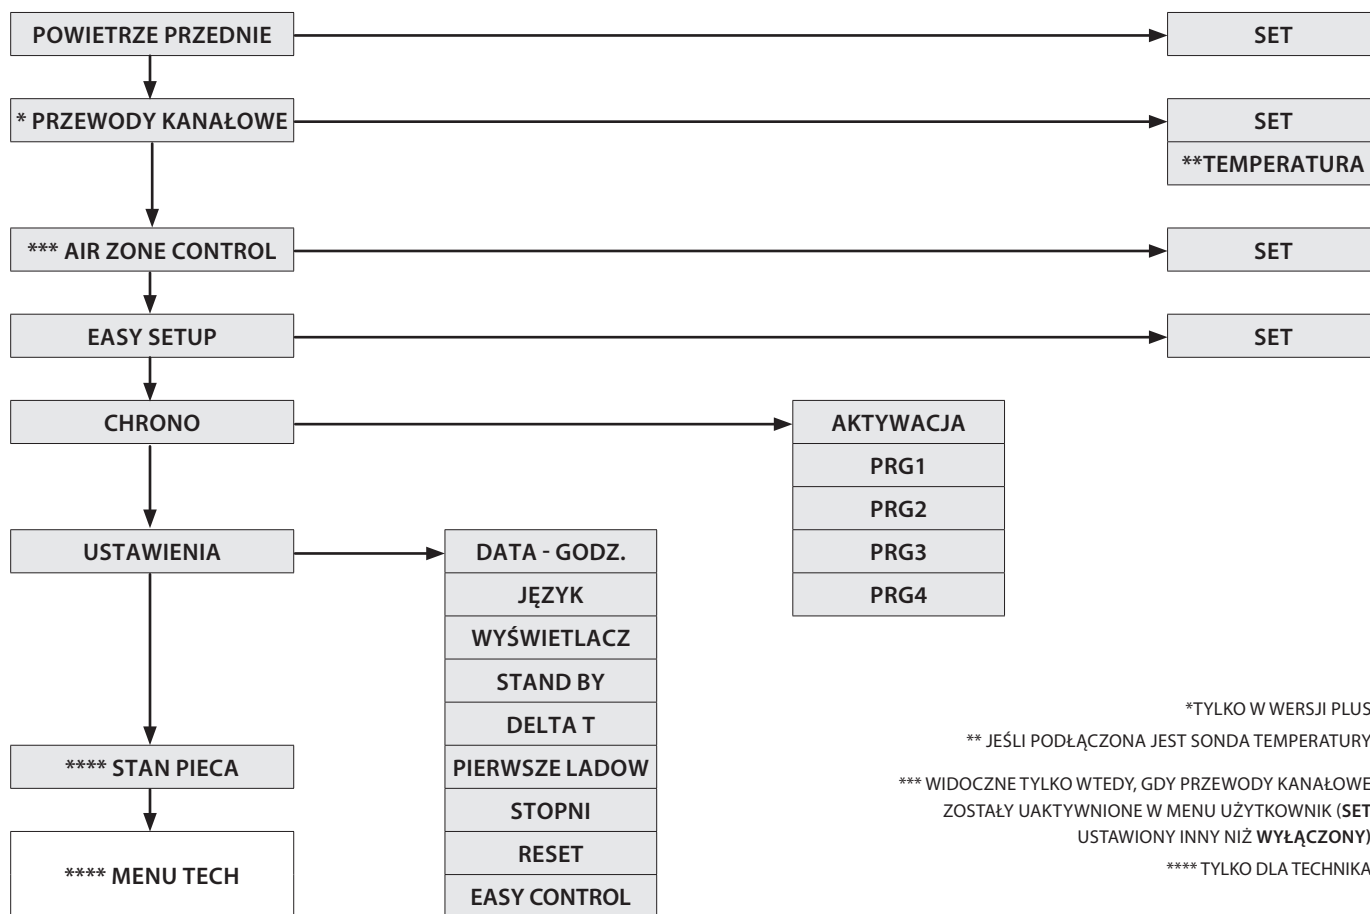 POWIETRZE PRZEDNIE
SET
* PRZEWODY KANAŁOWE
SET
**TEMPERATURA
*** AIR ZONE CONTROL
SET
EASY SETUP
SET
CHRONO
AKTYWACJA
PRG1
PRG2
PRG3
PRG4
USTAWIENIA
DATA - GODZ.
JĘZYK
WYŚWIETLACZ
STAND BY
DELTA T
PIERWSZE LADOW
STOPNI
RESET
EASY CONTROL
**** STAN PIECA
**** MENU TECH
*TYLKO W WERSJI PLUS
** JEŚLI PODŁĄCZONA JEST SONDA TEMPERATURY
*** WIDOCZNE TYLKO WTEDY, GDY PRZEWODY KANAŁOWE
ZOSTAŁY UAKTYWNIONE W MENU UŻYTKOWNIK (SET
USTAWIONY INNY NIŻ WYŁĄCZONY)
**** TYLKO DLA TECHNIKA